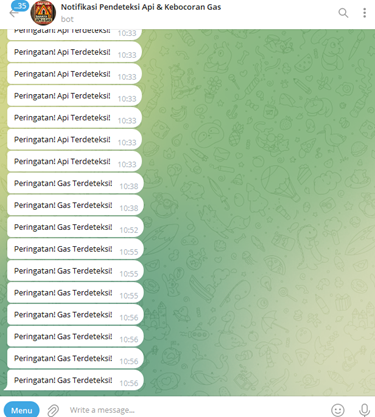 ..35
Notifikasi Pendeteksi Api & Kebocoran Gas
bot
Peringatan! Api Terdeteksi! 10:33
Peringatan! Api Terdeteksi! 10:33
Peringatan! Api Terdeteksi! 10:33
Peringatan! Api Terdeteksi! 10:33
Peringatan! Api Terdeteksi! 10:33
Peringatan! Api Terdeteksi! 10:33
Peringatan! Api Terdeteksi! 10:33
Peringatan! Gas Terdeteksi! 10:38
Peringatan! Gas Terdeteksi! 10:38
Peringatan! Gas Terdeteksi! 10:52
Peringatan! Gas Terdeteksi! 10:55
Peringatan! Gas Terdeteksi! 10:55
Peringatan! Gas Terdeteksi! 10:55
Peringatan! Gas Terdeteksi! 10:56
Peringatan! Gas Terdeteksi! 10:56
Peringatan! Gas Terdeteksi! 10:56
Peringatan! Gas Terdeteksi! 10:56
Menu
Write a message...